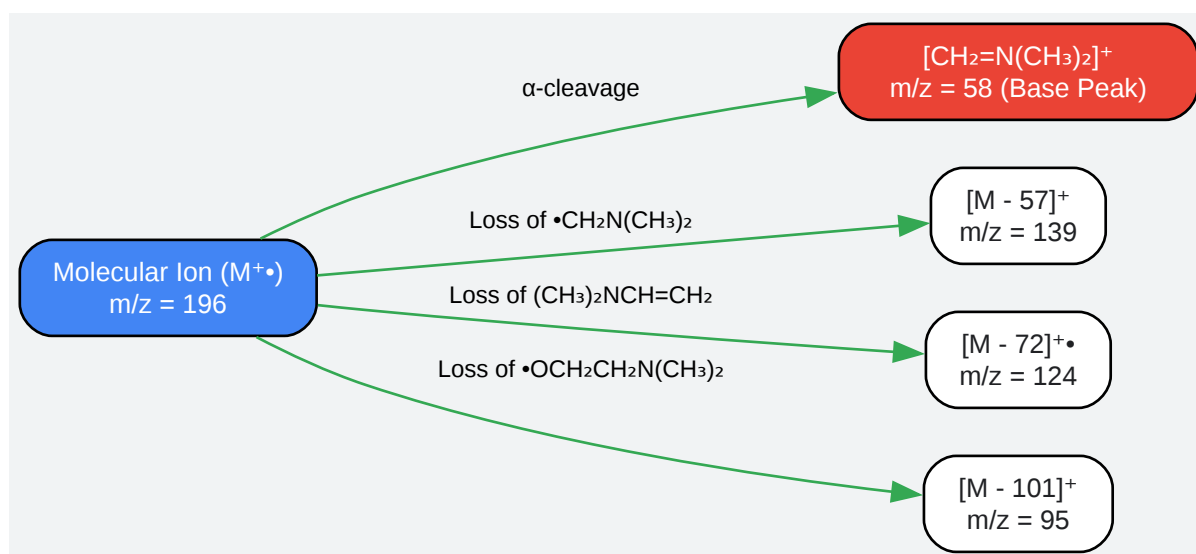 [CH₂=N(CH₃)₂]⁺
m/z = 58 (Base Peak)
α-cleavage
[M - 57]⁺
m/z = 139
Loss of •CH₂N(CH₃)₂
Molecular Ion (M⁺•)
m/z = 196
Loss of (CH₃)₂NCH=CH₂
[M - 72]⁺•
m/z = 124
Loss of •OCH₂CH₂N(CH₃)₂
[M - 101]⁺
m/z = 95